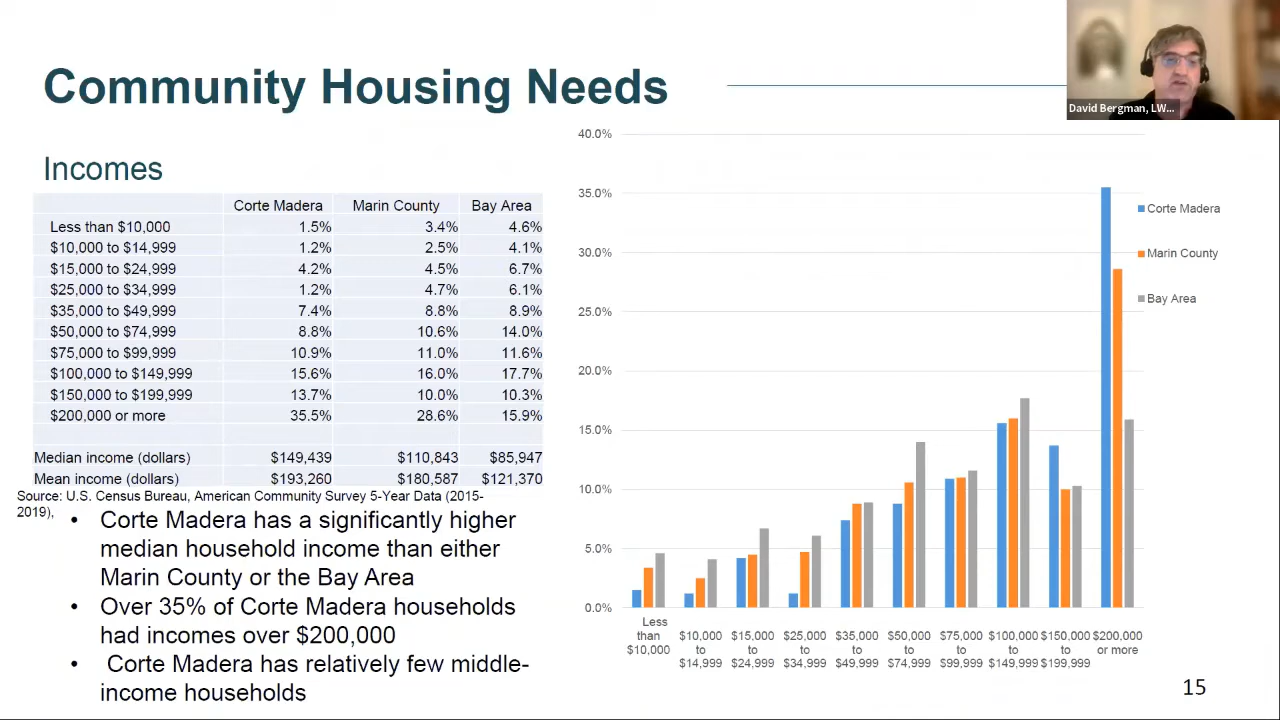 Community Housing Needs
David Bergman, LW...
Incomes
Corte Madera Marin County Bay Area
Less than $10,000 1.5% 3.4% 4.6%
$10,000 to $14,999 1.2% 2.5% 4.1%
$15,000 to $24,999 4.2% 4.5% 6.7%
$25,000 to $34,999 1.2% 4.7% 6.1%
$35,000 to $49,999 7.4% 8.8% 8.9%
$50,000 to $74,999 8.8% 10.6% 14.0%
$75,000 to $99,999 10.9% 11.0% 11.6%
$100,000 to $149,999 15.6% 16.0% 17.7%
$150,000 to $199,999 13.7% 10.0% 10.3%
$200,000 or more 35.5% 28.6% 15.9%
Median income (dollars) $149,439 $110,843 $85,947
Mean income (dollars) $193,260 $180,587 $121,370
Source: U.S. Census Bureau, American Community Survey 5-Year Data (2015-
2019),
• Corte Madera has a significantly higher
median household income than either
Marin County or the Bay Area
• Over 35% of Corte Madera households
had incomes over $200,000
• Corte Madera has relatively few middle-
income households
40.0%
35.0%
30.0%
25.0%
20.0%
15.0%
10.0%
5.0%
0.0%
Less
than $10,000 $15,000 $25,000 $35,000 $50,000 $75,000 $100,000 $150,000 $200,000
$10,000 to to to to to to to to or more
$14,999 $24,999 $34,999 $49,999 $74,999 $99,999 $149,999 $199,999
Corte Madera
Marin County
Bay Area
15